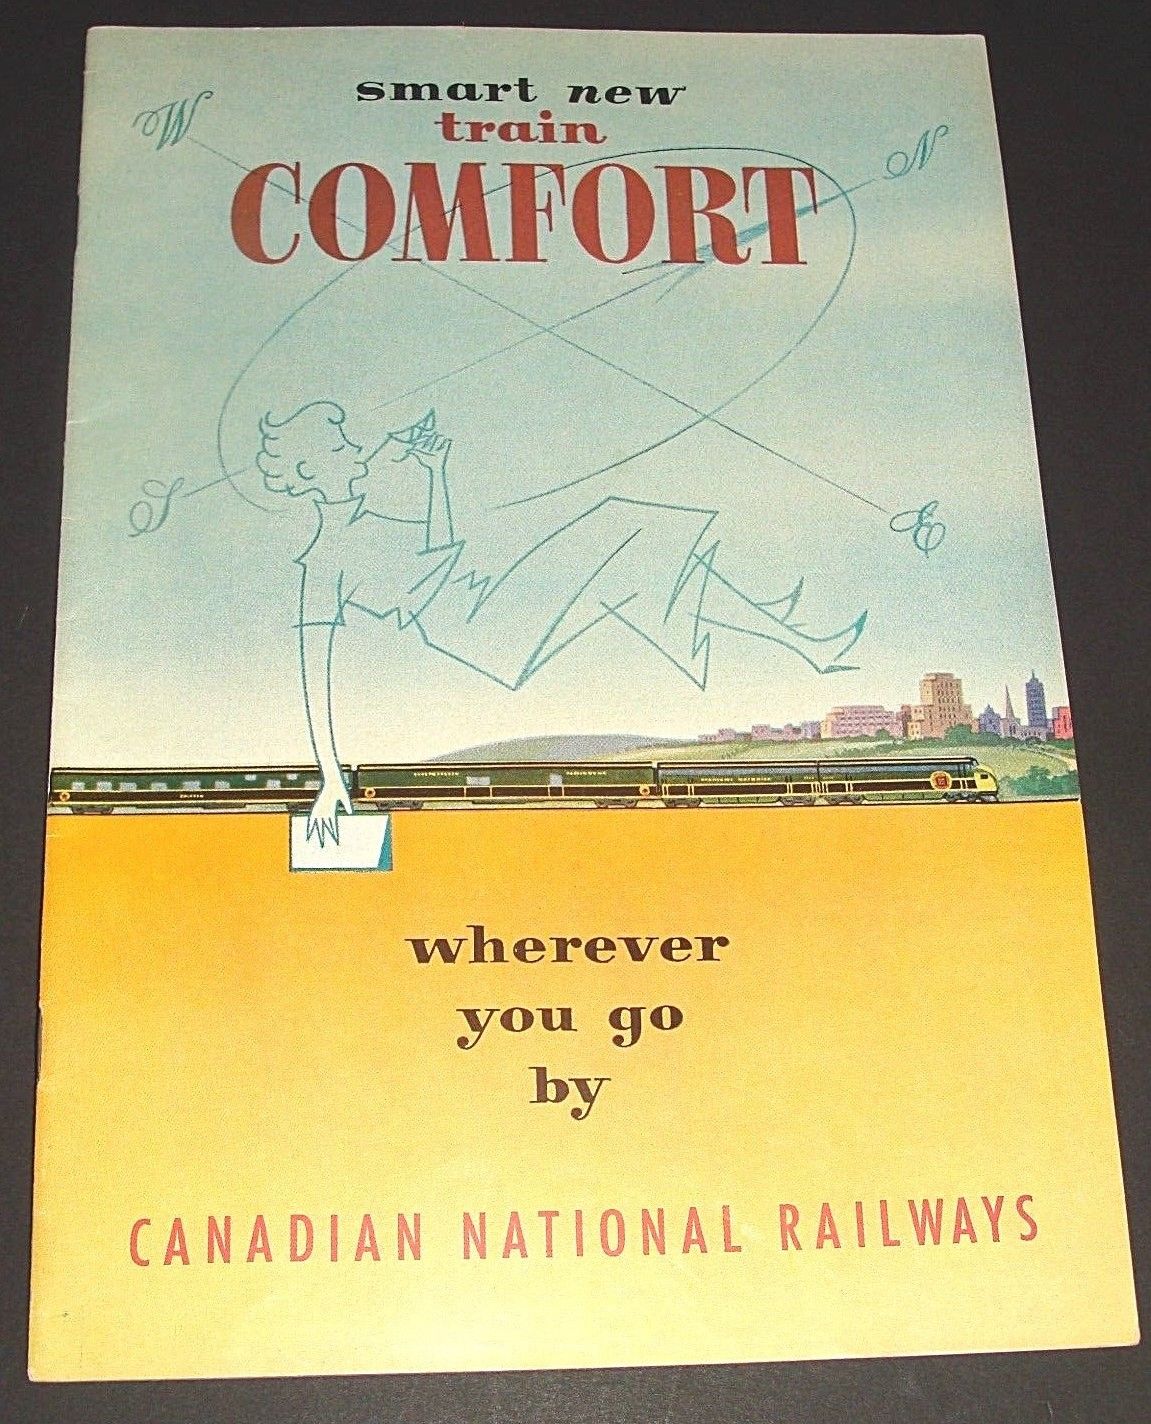 smart new
train
COMFORT
W
N
S
E
wherever
you go
by
CANADIAN NATIONAL RAILWAYS